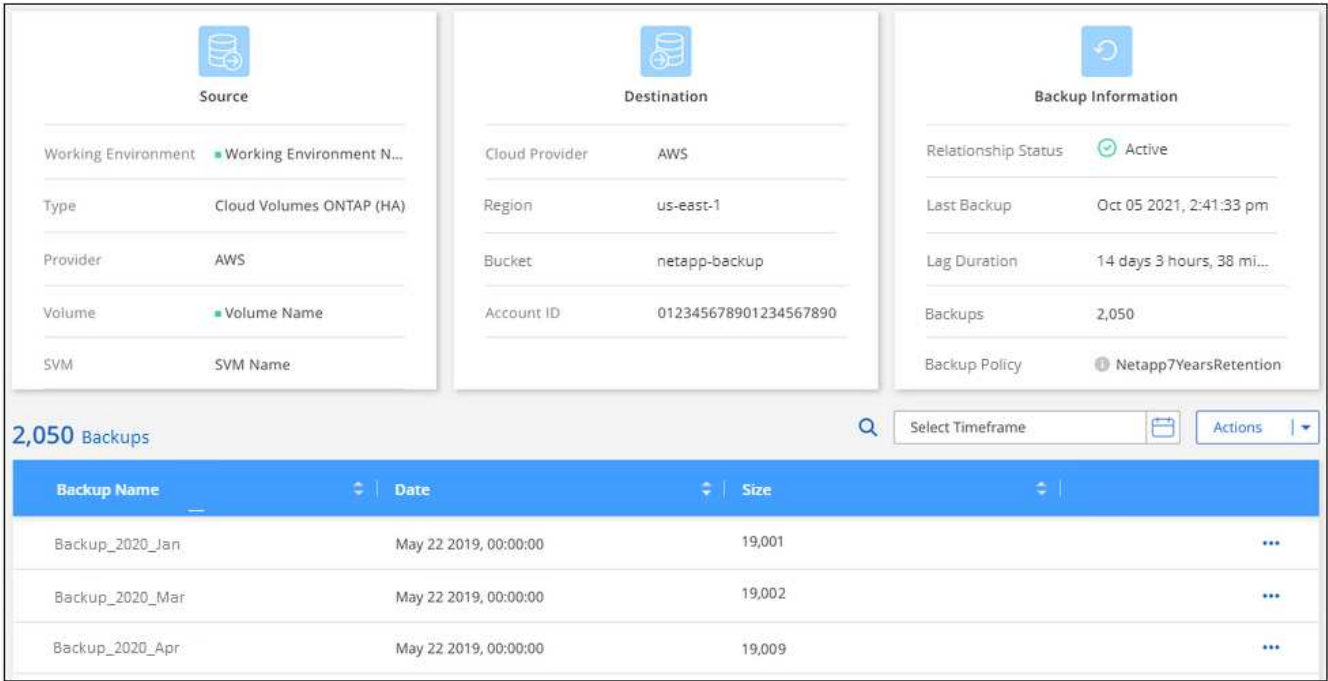 Source
Working Environment Working Environment N...
Type Cloud Volumes ONTAP (HA)
Provider AWS
Volume Volume Name
SVM SVM Name
Destination
Cloud Provider AWS
Region us-east-1
Bucket netapp-backup
Account ID 012345678901234567890
Backup Information
Relationship Status Active
Last Backup Oct 05 2021, 2:41:33 pm
Lag Duration 14 days 3 hours, 38 mi...
Backups 2,050
Backup Policy Netapp7YearsRetention
2,050 Backups Select Timeframe Actions
Backup Name Date Size
Backup_2020_Jan May 22 2019, 00:00:00 19,001
Backup_2020_Mar May 22 2019, 00:00:00 19,002
Backup_2020_Apr May 22 2019, 00:00:00 19,009